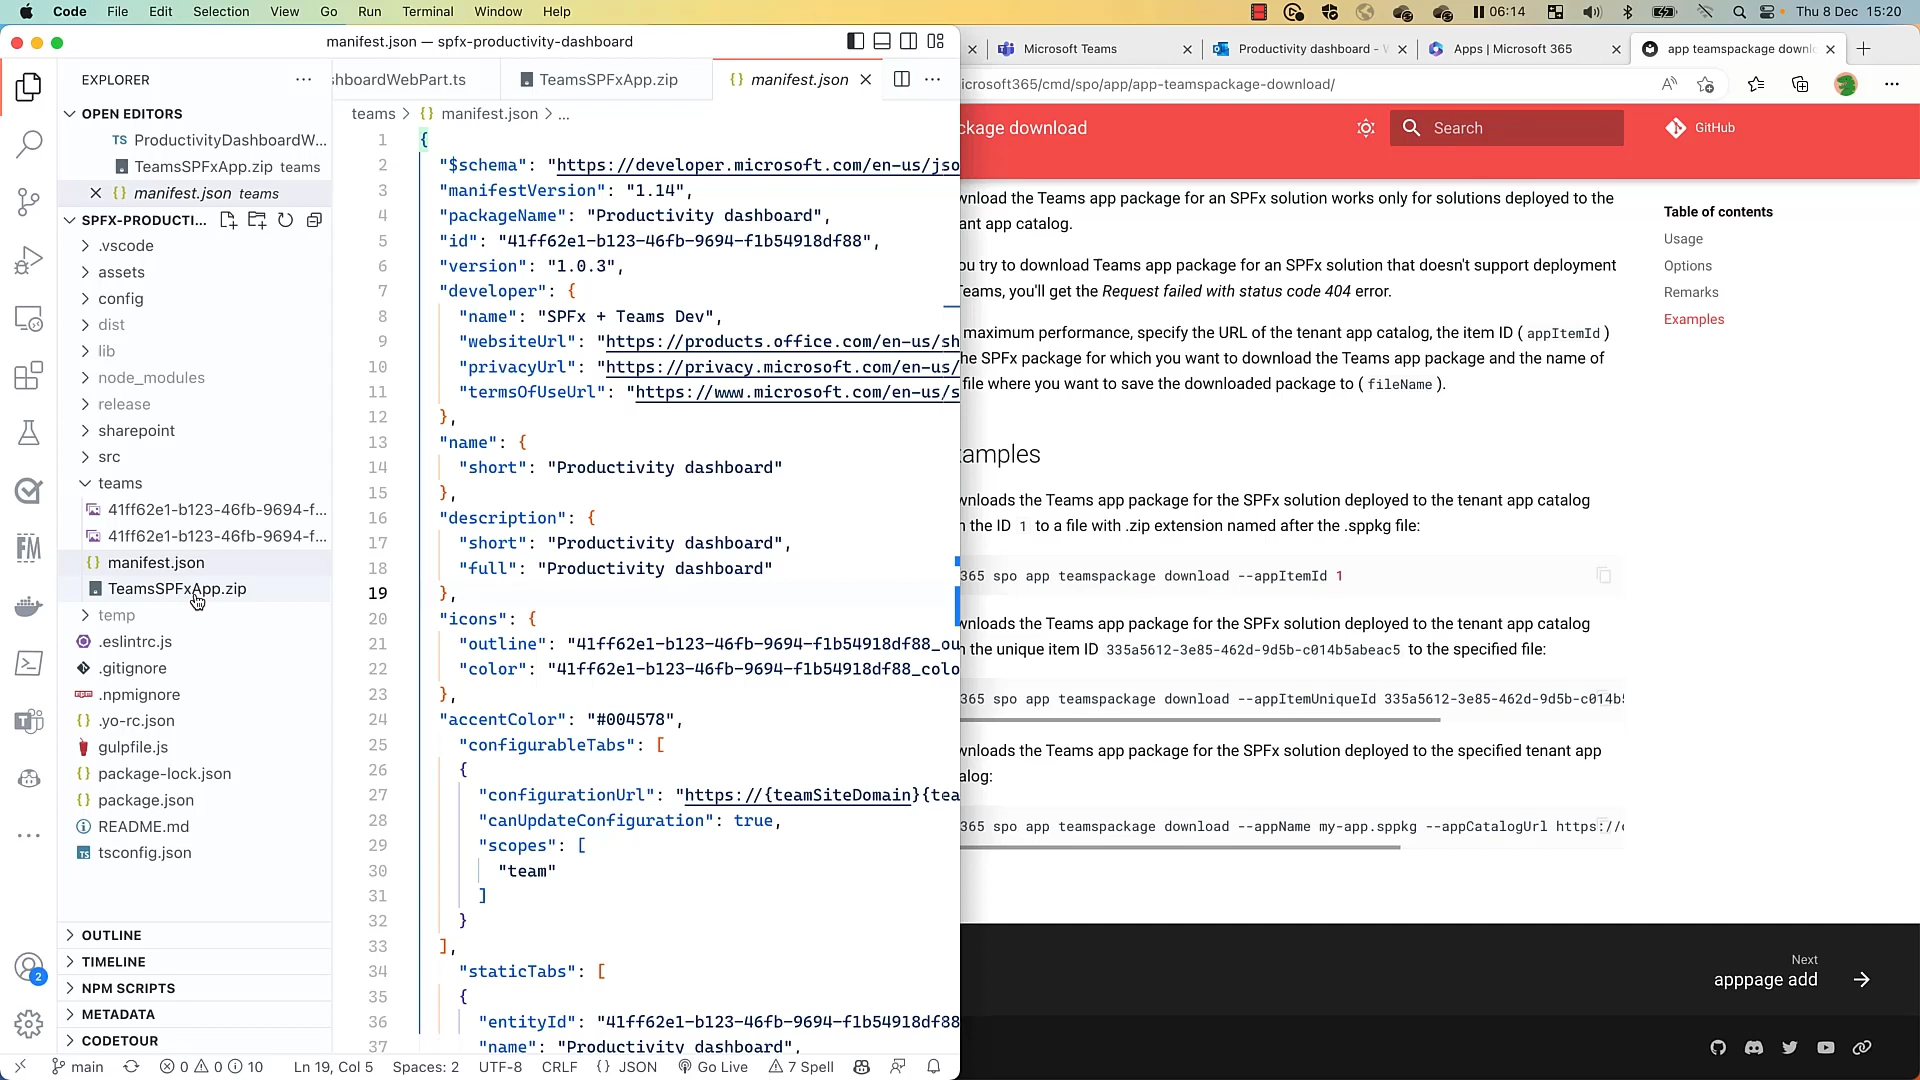 Code File Edit Selection View Go Run Terminal Window Help
06:14
Thu 8 Dec 15:20
manifest.json — spfx-productivity-dashboard
EXPLORER
OPEN EDITORS
TS ProductivityDashboardW...
TeamsSPFxApp.zip teams
{} manifest.json teams
SPFX-PRODUCTI...
.vscode
assets
config
dist
lib
node_modules
release
sharepoint
src
teams
41ff62e1-b123-46fb-9694-f...
41ff62e1-b123-46fb-9694-f...
{} manifest.json
TeamsSPFxApp.zip
temp
.eslintrc.js
.gitignore
.npmignore
{} .yo-rc.json
gulpfile.js
{} package-lock.json
{} package.json
README.md
TS tsconfig.json
OUTLINE
TIMELINE
NPM SCRIPTS
METADATA
CODETOUR
FM
2
shboardWebPart.ts
TeamsSPFxApp.zip
{} manifest.json
teams > {} manifest.json > ...
1 {
2 "$schema": "https://developer.microsoft.com/en-us/jso
3 "manifestVersion": "1.14",
4 "packageName": "Productivity dashboard",
5 "id": "41ff62e1-b123-46fb-9694-f1b54918df88",
6 "version": "1.0.3",
7 "developer": {
8 "name": "SPFx + Teams Dev",
9 "websiteUrl": "https://products.office.com/en-us/sh
10 "privacyUrl": "https://privacy.microsoft.com/en-us/
11 "termsOfUseUrl": "https://www.microsoft.com/en-us/s
12 },
13 "name": {
14 "short": "Productivity dashboard"
15 },
16 "description": {
17 "short": "Productivity dashboard",
18 "full": "Productivity dashboard"
19 },
20 "icons": {
21 "outline": "41ff62e1-b123-46fb-9694-f1b54918df88_ou
22 "color": "41ff62e1-b123-46fb-9694-f1b54918df88_colo
23 },
24 "accentColor": "#004578",
25 "configurableTabs": [
26 {
27 "configurationUrl": "https://{teamSiteDomain}{tea
28 "canUpdateConfiguration": true,
29 "scopes": [
30 "team"
31 ]
32 }
33 ],
34 "staticTabs": [
35 {
36 "entityId": "41ff62e1-b123-46fb-9694-f1b54918df88
37 "name": "Productivity dashboard",
main 0 0 10 Ln 19, Col 5 Spaces: 2 UTF-8 CRLF {} JSON Go Live 7 Spell
Microsoft Teams
Productivity dashboard -
Apps | Microsoft 365
app teamspackage downl
icrosoft365/cmd/spo/app/app-teamspackage-download/
ckage download
Search
GitHub
wnload the Teams app package for an SPFx solution works only for solutions deployed to the
ant app catalog.
ou try to download Teams app package for an SPFx solution that doesn't support deployment
Teams, you'll get the Request failed with status code 404 error.
maximum performance, specify the URL of the tenant app catalog, the item ID ( appItemId )
he SPFx package for which you want to download the Teams app package and the name of
file where you want to save the downloaded package to ( fileName ).
Table of contents
Usage
Options
Remarks
Examples
amples
wnloads the Teams app package for the SPFx solution deployed to the tenant app catalog
h the ID 1 to a file with .zip extension named after the .sppkg file:
365 spo app teamspackage download --appItemId 1
wnloads the Teams app package for the SPFx solution deployed to the tenant app catalog
h the unique item ID 335a5612-3e85-462d-9d5b-c014b5abeac5 to the specified file:
365 spo app teamspackage download --appItemUniqueId 335a5612-3e85-462d-9d5b-c014b5
wnloads the Teams app package for the SPFx solution deployed to the specified tenant app
alog:
365 spo app teamspackage download --appName my-app.sppkg --appCatalogUrl https://c
Next
apppage add